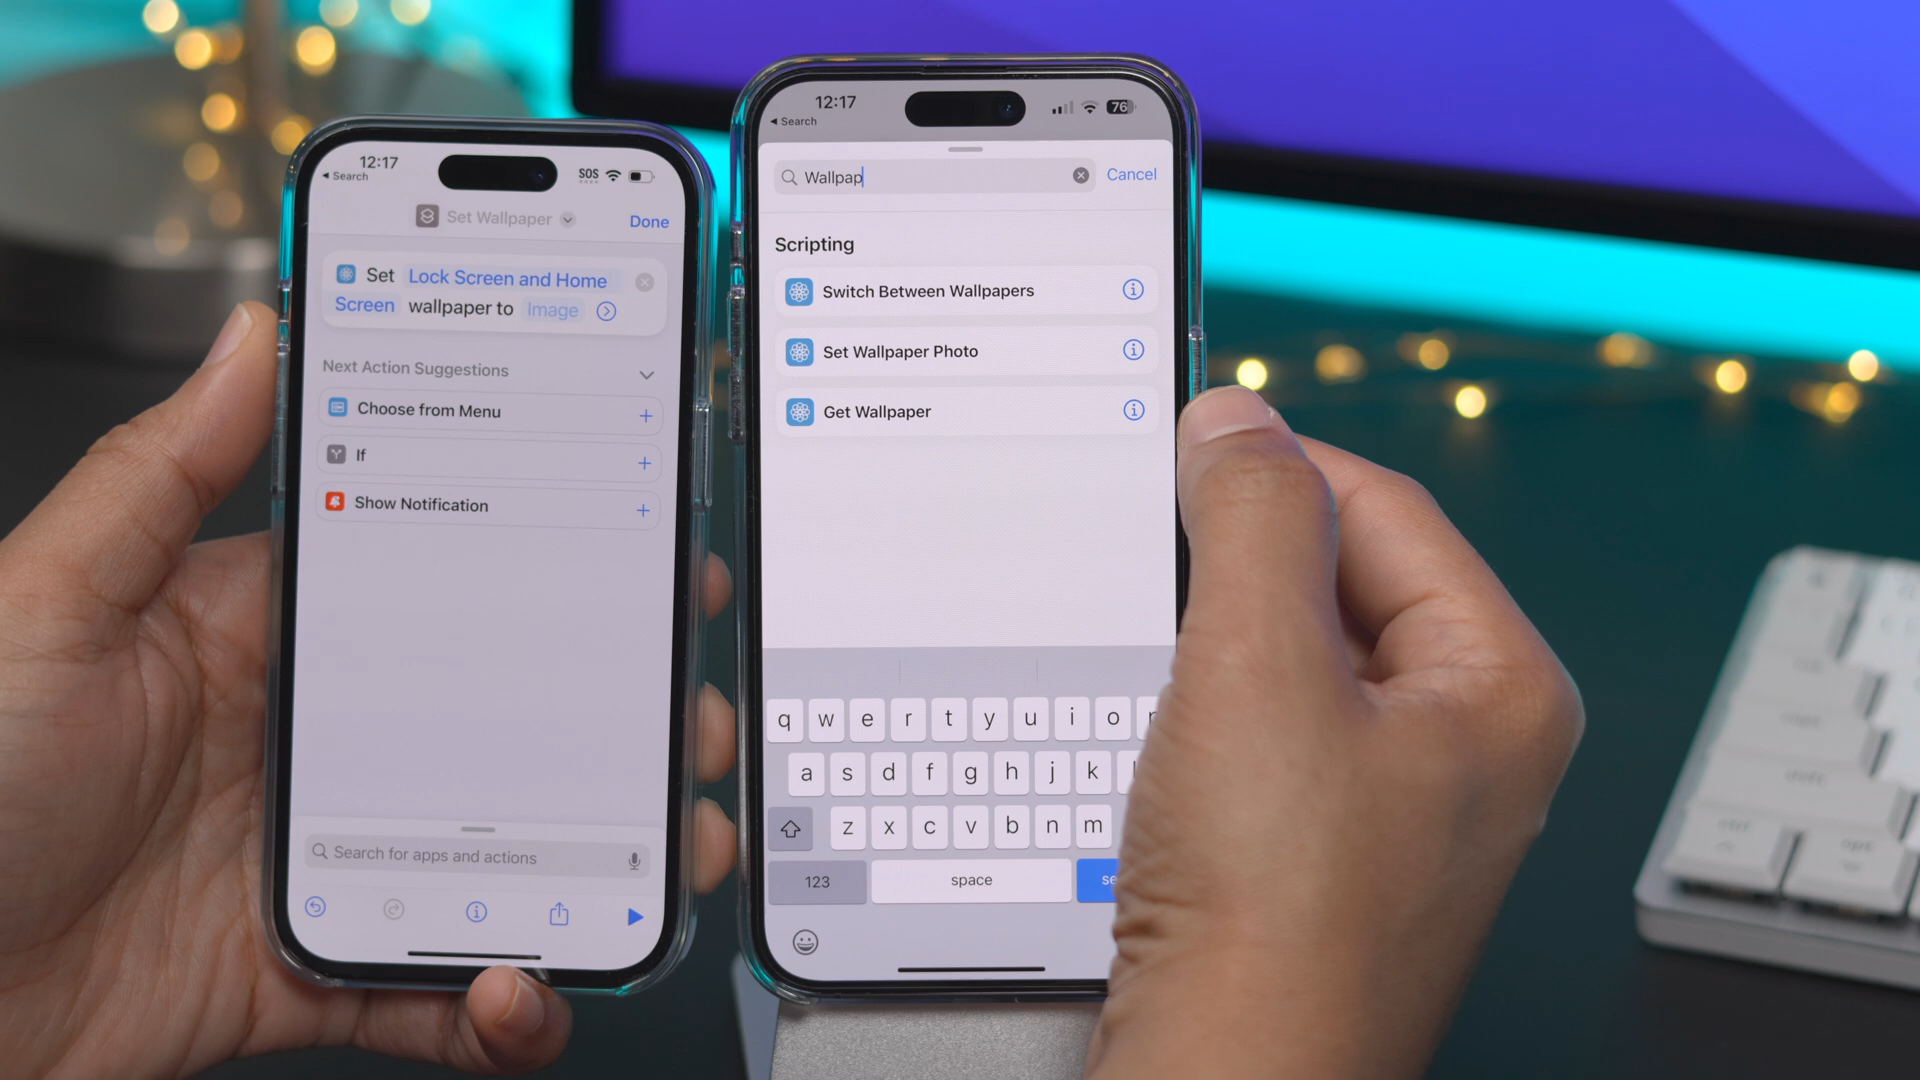 12:17
Search
SOS
Set Wallpaper
Done
Set Lock Screen and Home
Screen wallpaper to Image
Next Action Suggestions
Choose from Menu
If
Show Notification
Search for apps and actions
12:17
Search
76
Wallpap
Cancel
Scripting
Switch Between Wallpapers
Set Wallpaper Photo
Get Wallpaper
q w e r t y u i o
a s d f g h j k
z x c v b n m
123 space